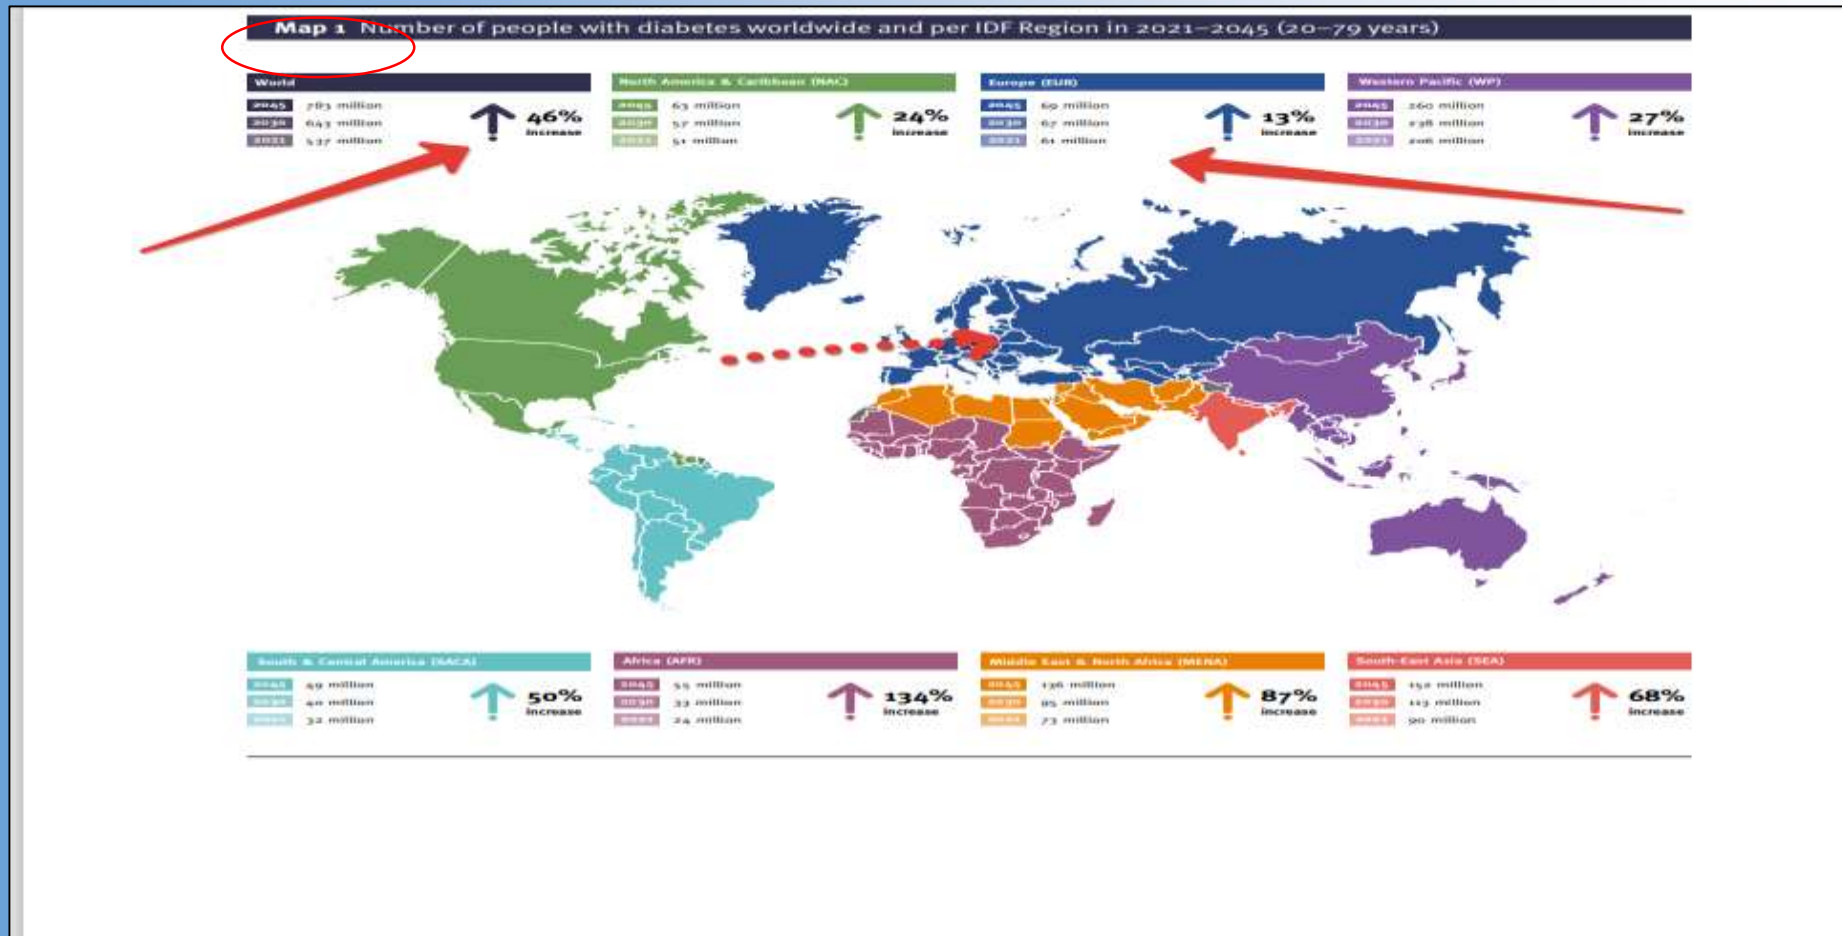 Map 1 Number of people with diabetes worldwide and per IDF Region in 2021–2045 (20–79 years)
World
2045 783 million
2030 643 million
2021 537 million
46%
increase
North America & Caribbean (NAC)
2045 63 million
2030 57 million
2021 51 million
24%
increase
Europe (EUR)
2045 69 million
2030 67 million
2021 61 million
13%
increase
Western Pacific (WP)
2045 260 million
2030 238 million
2021 206 million
27%
increase
South & Central America (SACA)
2045 49 million
2030 40 million
2021 32 million
50%
increase
Africa (AFR)
2045 55 million
2030 33 million
2021 24 million
134%
increase
Middle East & North Africa (MENA)
2045 136 million
2030 95 million
2021 73 million
87%
increase
South-East Asia (SEA)
2045 152 million
2030 113 million
2021 90 million
68%
increase